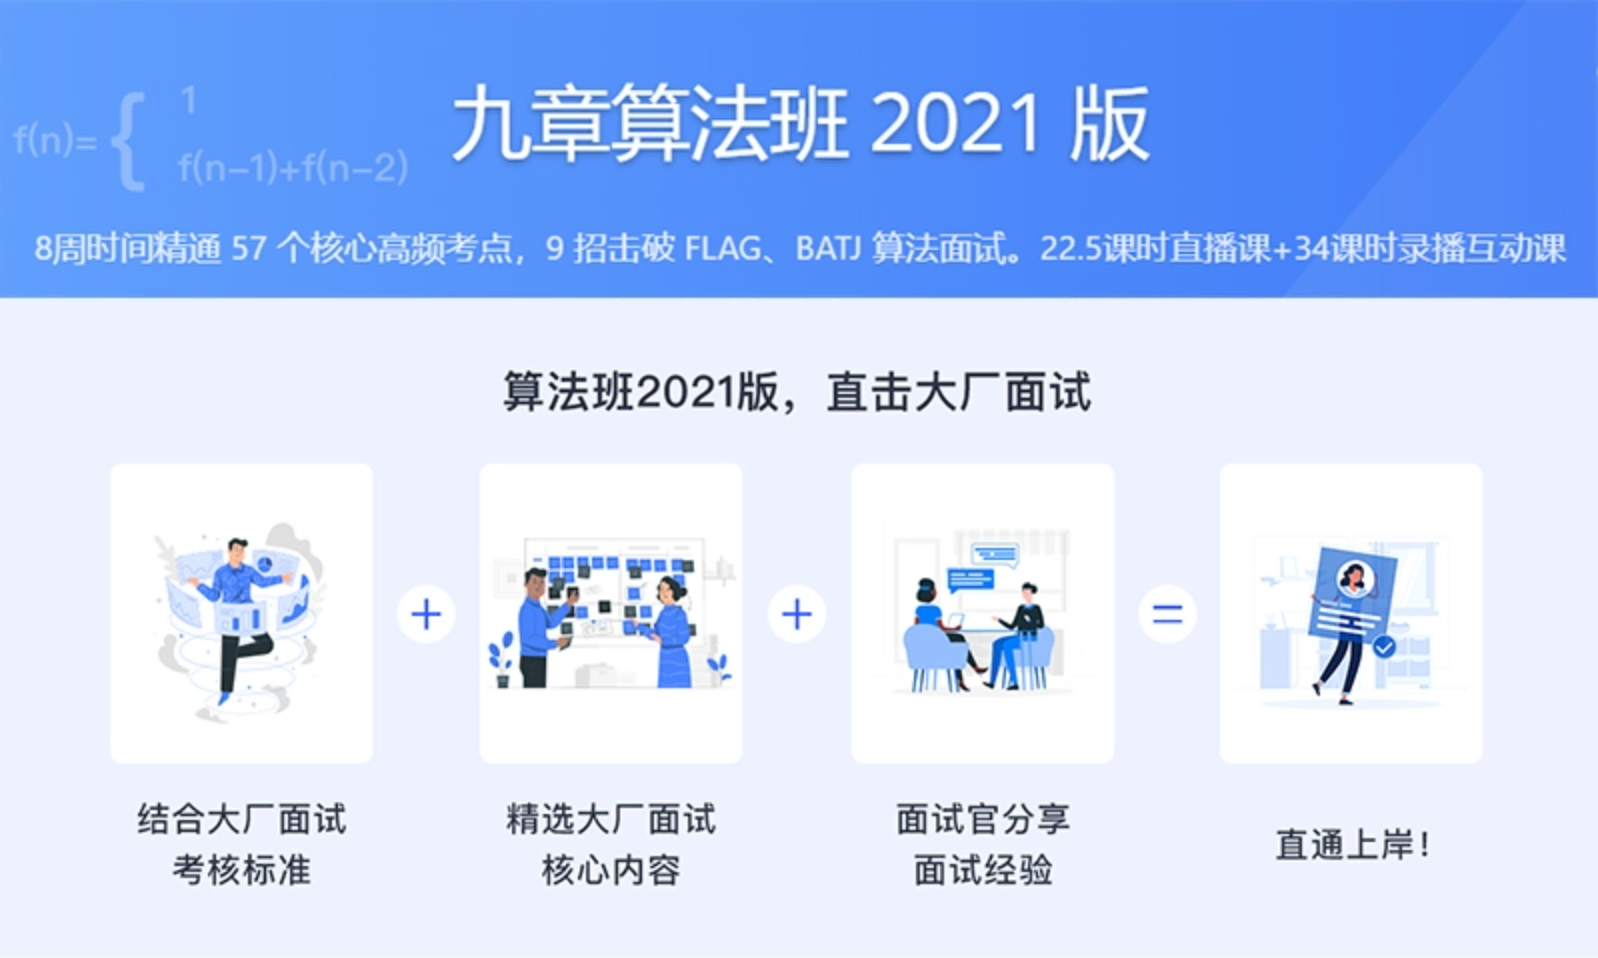 九章算法班 2021 版
f(n)= { 1
f(n-1)+f(n-2)
8周时间精通 57 个核心高频考点，9 招击破 FLAG、BATJ 算法面试。22.5课时直播课+34课时录播互动课
算法班2021版，直击大厂面试
+
+
=
结合大厂面试
考核标准
精选大厂面试
核心内容
面试官分享
面试经验
直通上岸！